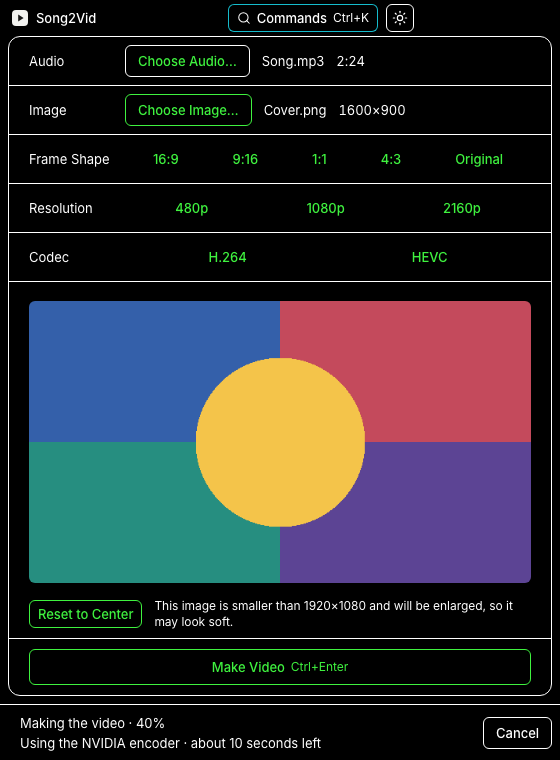 Song2Vid
Commands Ctrl+K
Audio Choose Audio... Song.mp3 2:24
Image Choose Image... Cover.png 1600×900
Frame Shape 16:9 9:16 1:1 4:3 Original
Resolution 480p 1080p 2160p
Codec H.264 HEVC
Reset to Center
This image is smaller than 1920×1080 and will be enlarged, so it
may look soft.
Make Video Ctrl+Enter
Making the video · 40%
Using the NVIDIA encoder · about 10 seconds left
Cancel